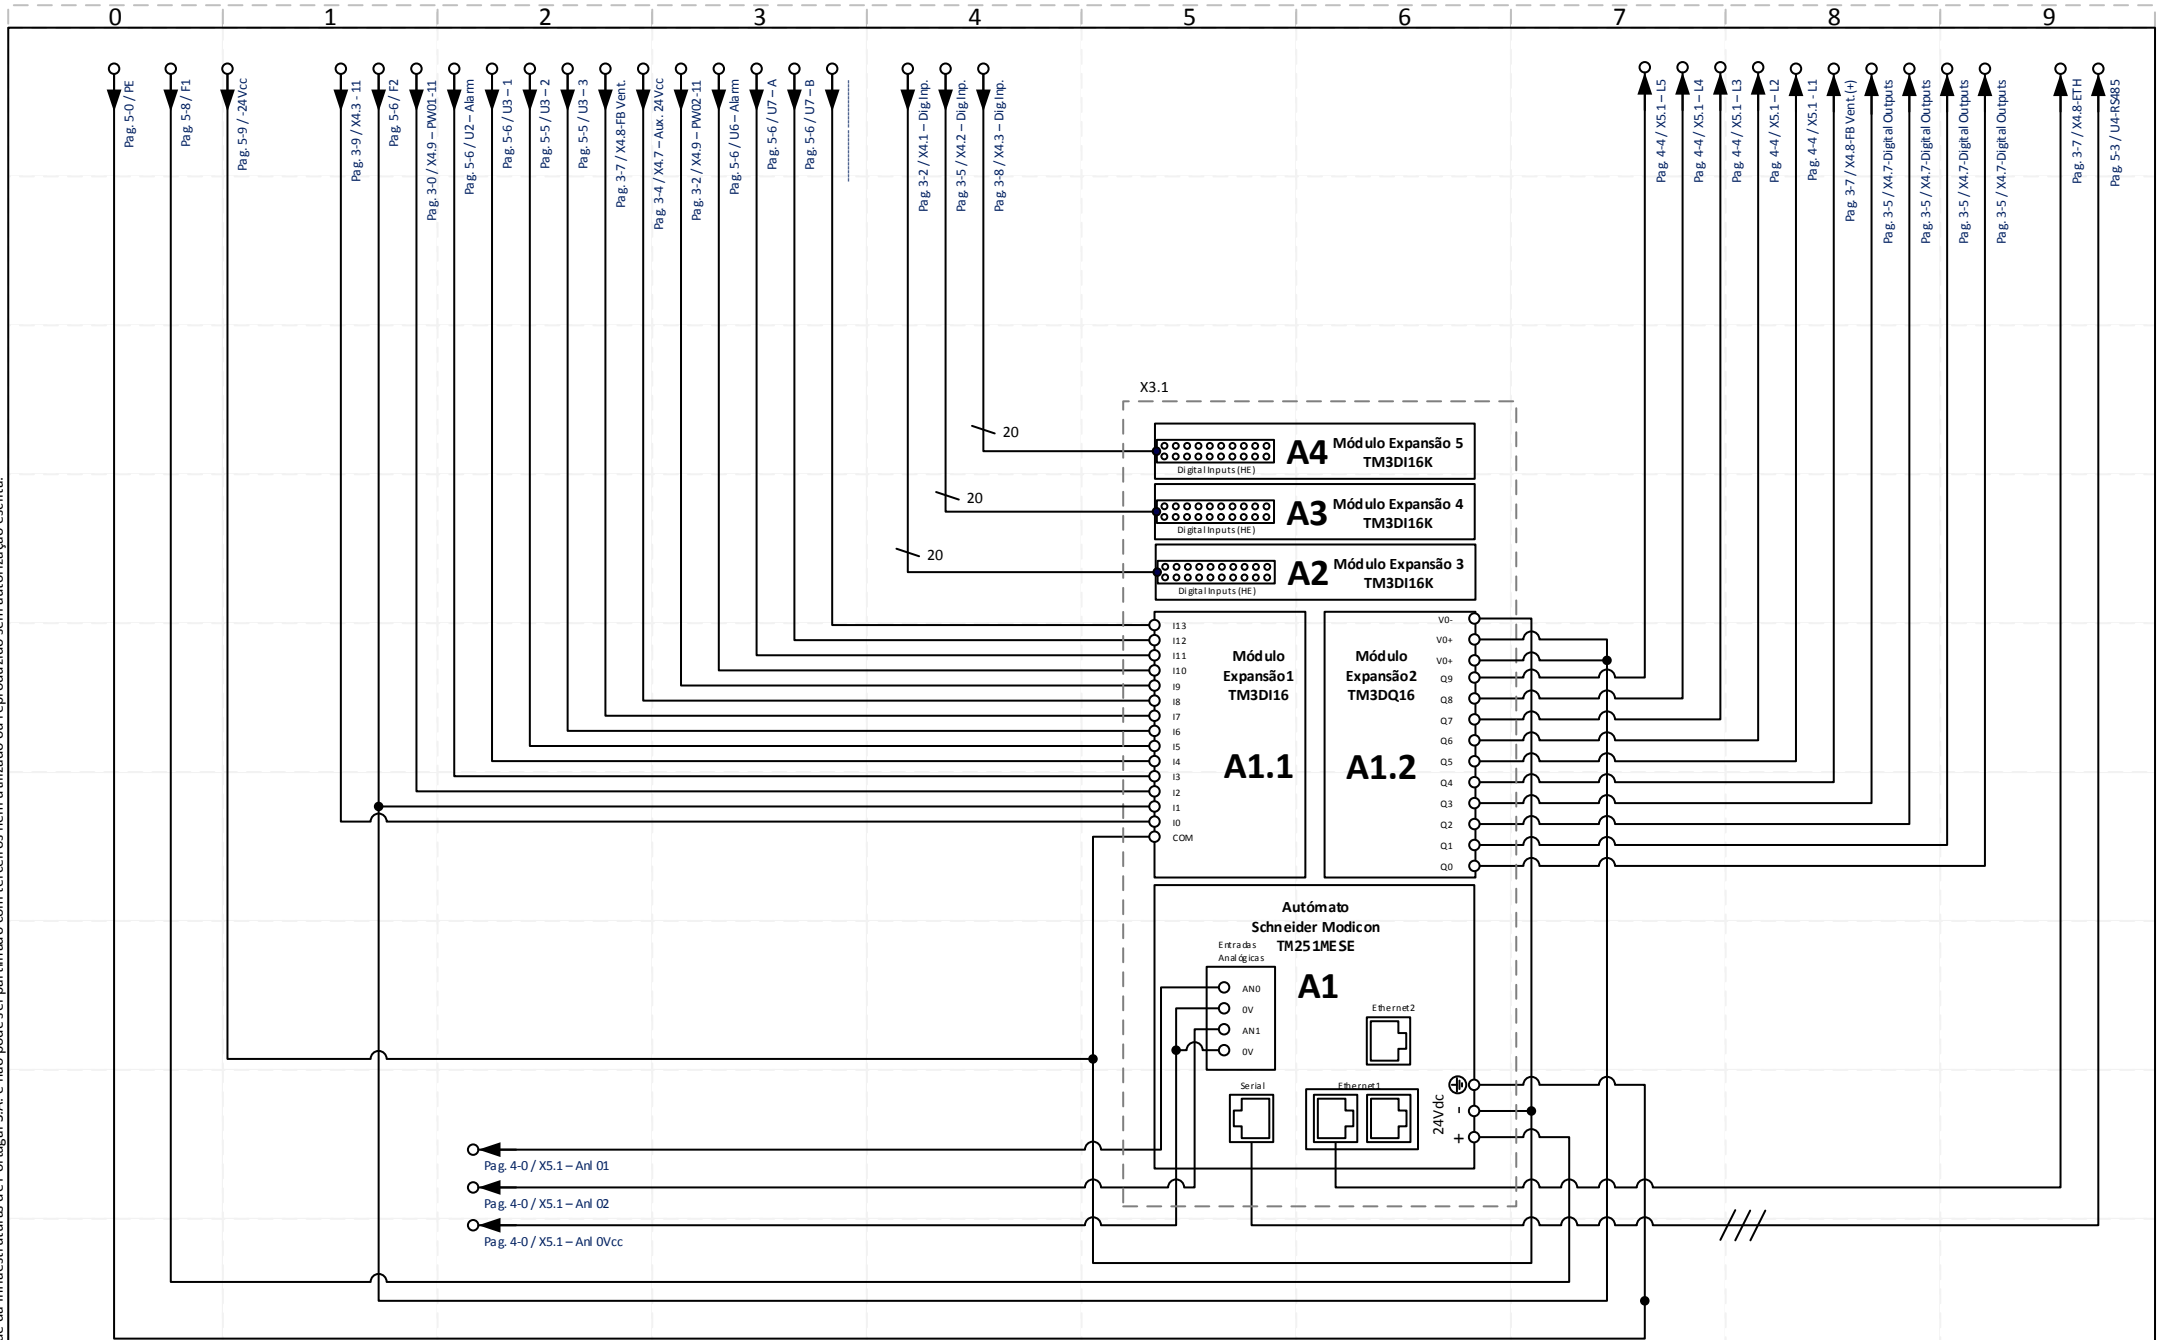 0 1 2 3 4 5 6 7 8 9
Pag. 5-0 / PE
Pag. 5-8 / F1
Pag. 5-9 / -24Vcc
Pag. 3-9 / X4.3 - 11
Pag. 5-6 / F2
Pag. 3-0 / X4.9 – PW01-11
Pag. 5-6 / U2 – Alarm
Pag. 5-6 / U3 – 1
Pag. 5-5 / U3 – 2
Pag. 5-5 / U3 – 3
Pag. 3-7 / X4.8-FB Vent.
Pag. 3-4 / X4.7 – Aux. 24Vcc
Pag. 3-2 / X4.9 – PW02-11
Pag. 5-6 / U6 – Alarm
Pag. 5-6 / U7 – A
Pag. 5-6 / U7 – B
Pag. 3-2 / X4.1 – Dig.Inp.
Pag. 3-5 / X4.2 – Dig.Inp.
Pag. 3-8 / X4.3 – Dig.Inp.
Pag. 4-4 / X5.1 – L5
Pag. 4-4 / X5.1 – L4
Pag. 4-4 / X5.1 – L3
Pag. 4-4 / X5.1 – L2
Pag. 4-4 / X5.1 - L1
Pag. 3-7 / X4.8-FB Vent.(+)
Pag. 3-5 / X4.7-Digital Outputs
Pag. 3-5 / X4.7-Digital Outputs
Pag. 3-5 / X4.7-Digital Outputs
Pag. 3-5 / X4.7-Digital Outputs
Pag. 3-7 / X4.8-ETH
Pag. 5-3 / U4-RS485
X3.1
20
A4
Módulo Expansão 5
TM3DI16K
Digital Inputs (HE)
20
A3
Módulo Expansão 4
TM3DI16K
Digital Inputs (HE)
20
A2
Módulo Expansão 3
TM3DI16K
Digital Inputs (HE)
I13
I12
I11
I10
I9
I8
I7
I6
I5
I4
I3
I2
I1
I0
COM
Módulo
Expansão1
TM3DI16
A1.1
Módulo
Expansão2
TM3DQ16
A1.2
V0-
V0+
V0+
Q9
Q8
Q7
Q6
Q5
Q4
Q3
Q2
Q1
Q0
Autómato
Schneider Modicon
TM251MESE
A1
Entradas
Analógicas
AN0
0V
AN1
0V
Ethernet2
Serial
Ethernet1
24Vdc
-
+
Pag. 4-0 / X5.1 – Anl 01
Pag. 4-0 / X5.1 – Anl 02
Pag. 4-0 / X5.1 – Anl 0Vcc